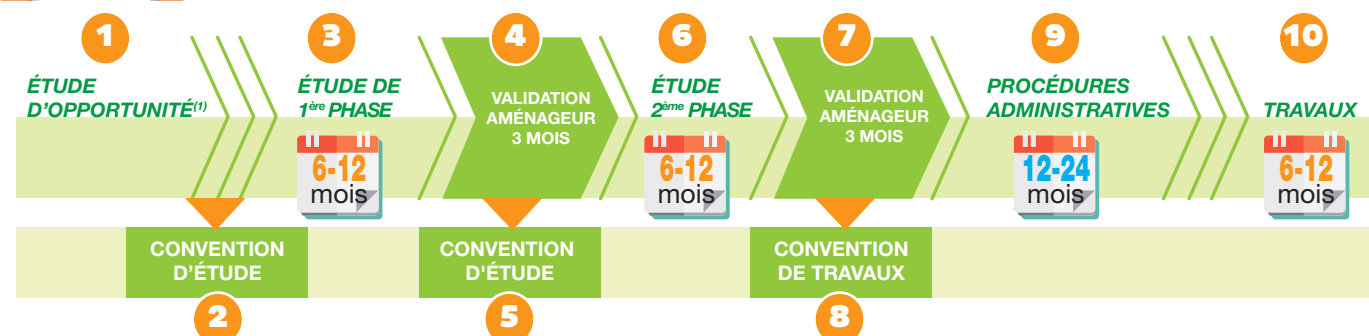 1
ÉTUDE
D'OPPORTUNITÉ(1)
CONVENTION
D’ÉTUDE
2
3
ÉTUDE DE
1ère PHASE
6-12
mois
4
VALIDATION
AMÉNAGEUR
3 MOIS
CONVENTION
D'ÉTUDE
5
6
ÉTUDE
2ème PHASE
6-12
mois
7
VALIDATION
AMÉNAGEUR
3 MOIS
CONVENTION
DE TRAVAUX
8
9
PROCÉDURES
ADMINISTRATIVES
12-24
mois
10
TRAVAUX
6-12
mois